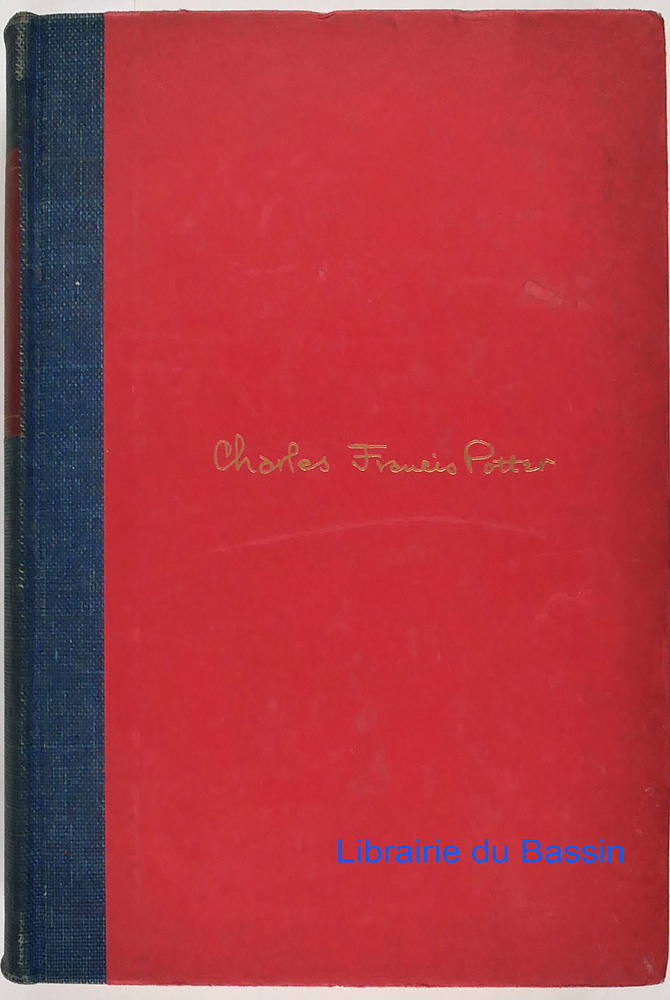 Charles Francis Potter
Librairie du Bassin